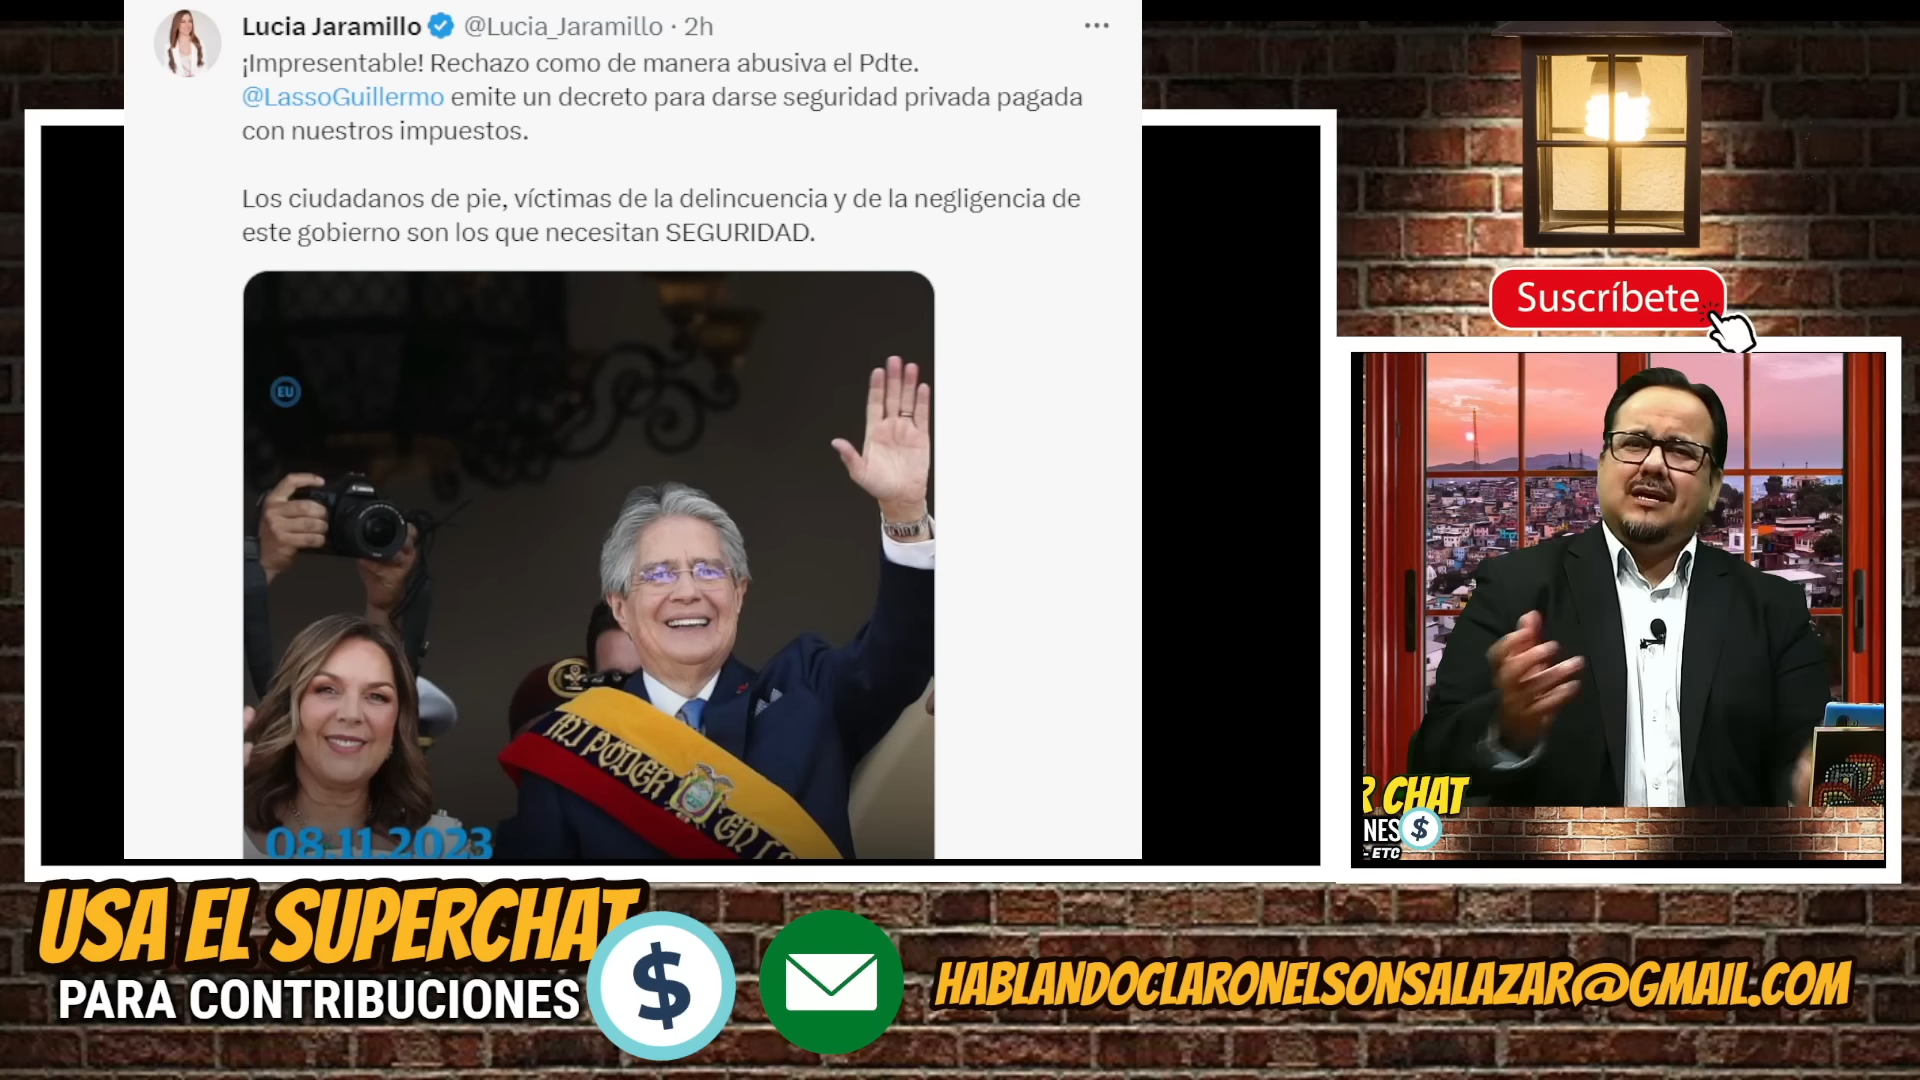 Lucia Jaramillo @Lucia_Jaramillo · 2h
¡Impresentable! Rechazo como de manera abusiva el Pdte.
@LassoGuillermo emite un decreto para darse seguridad privada pagada
con nuestros impuestos.
Los ciudadanos de pie, víctimas de la delincuencia y de la negligencia de
este gobierno son los que necesitan SEGURIDAD.
EU
MI PODER
EN
08.11.2023
Suscríbete
R CHAT
NES $
- ETC
USA EL SUPERCHAT
PARA CONTRIBUCIONES
$
HABLANDOCLARONELSONSALAZAR@GMAIL.COM